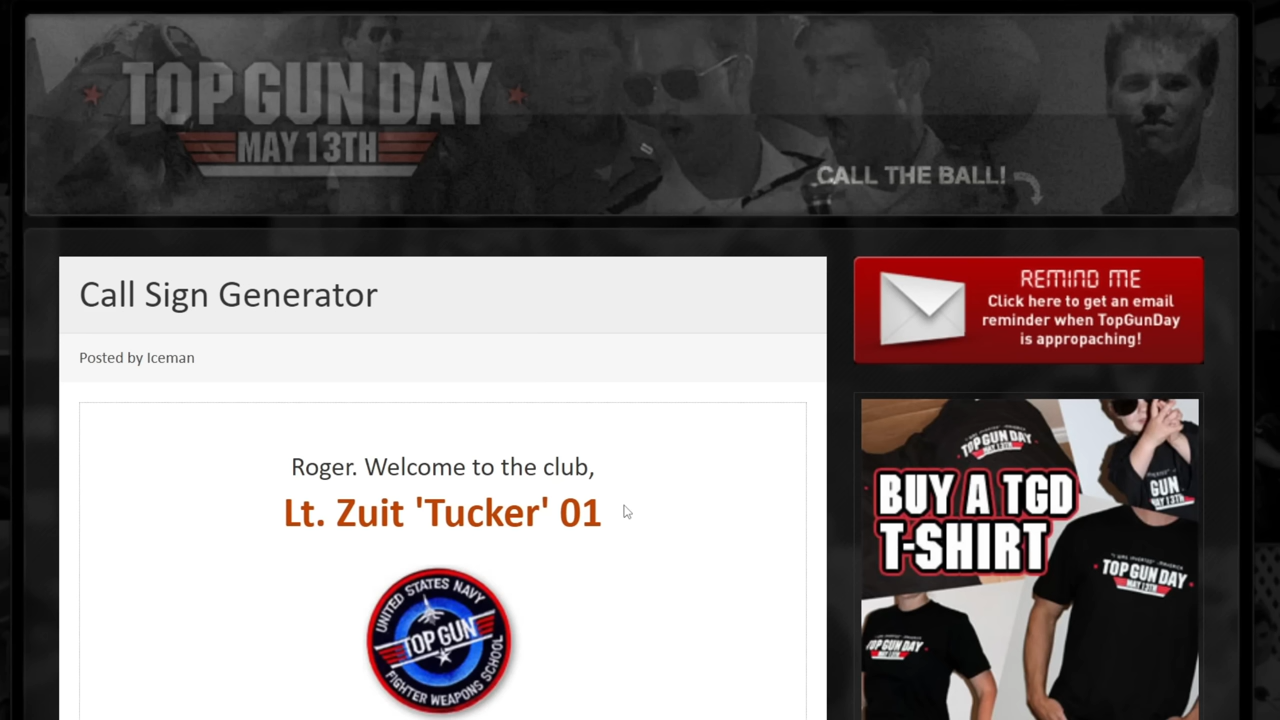 TOP GUN DAY
MAY 13TH
CALL THE BALL!
Call Sign Generator
Posted by Iceman
Roger. Welcome to the club,
Lt. Zuit 'Tucker' 01
UNITED STATES NAVY
TOP GUN
FIGHTER WEAPONS SCHOOL
REMIND ME
Click here to get an email
reminder when TopGunDay
is appropaching!
TOP GUN DAY
MAY 13TH
GUN
BUY A TGD
T-SHIRT
TOP GUN DAY
MAY 13TH
TOP GUN DAY